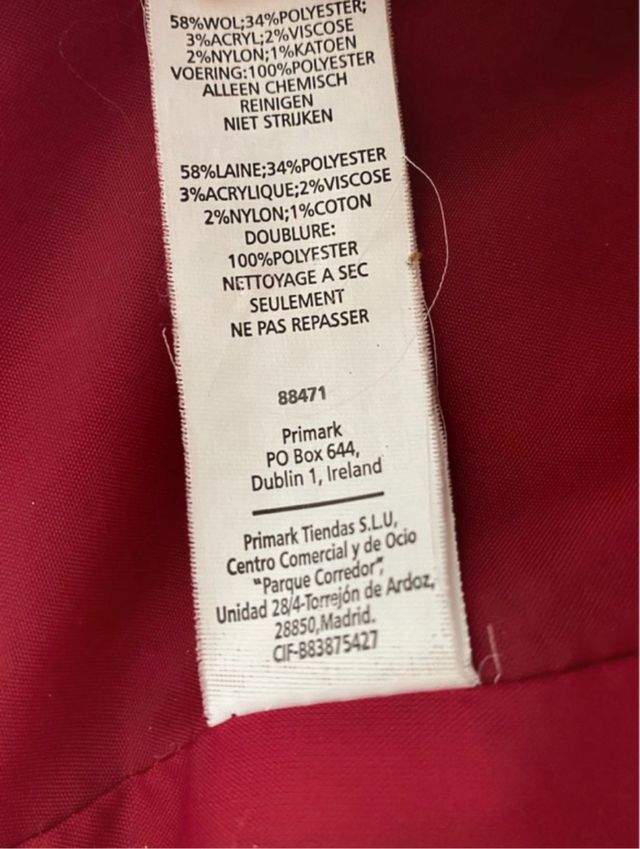 58%WOL;34%POLYESTER;
3%ACRYL;2%VISCOSE
2%NYLON;1%KATOEN
VOERING:100%POLYESTER
ALLEEN CHEMISCH
REINIGEN
NIET STRIJKEN
58%LAINE;34%POLYESTER
3%ACRYLIQUE;2%VISCOSE
2%NYLON;1%COTON
DOUBLURE:
100%POLYESTER
NETTOYAGE A SEC
SEULEMENT
NE PAS REPASSER
88471
Primark
PO Box 644,
Dublin 1, Ireland
Primark Tiendas S.L.U,
Centro Comercial y de Ocio
"Parque Corredor",
Unidad 28/4-Torrejón de Ardoz,
28850,Madrid.
CIF-B83875427